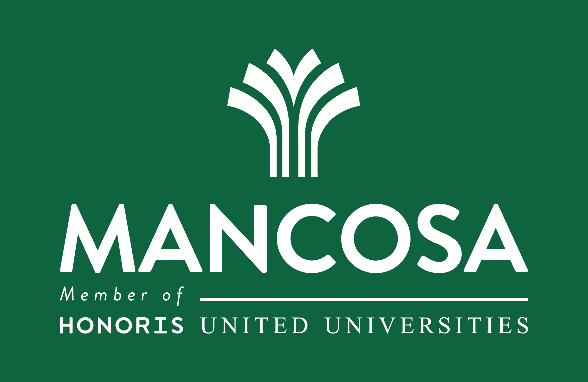 MANCOSA
Member of
HONORIS UNITED UNIVERSITIES